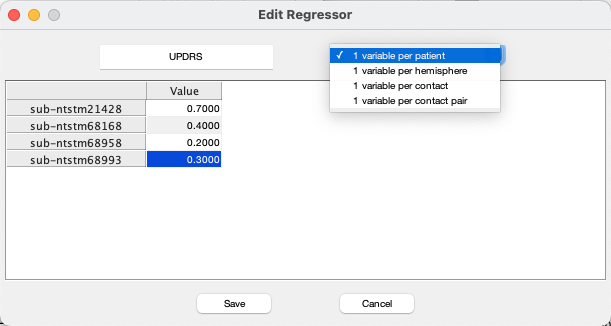 Edit Regressor
UPDRS
✓ 1 variable per patient
1 variable per hemisphere
1 variable per contact
1 variable per contact pair
Value
sub-ntstm21428 0.7000
sub-ntstm68168 0.4000
sub-ntstm68958 0.2000
sub-ntstm68993 0.3000
Save Cancel